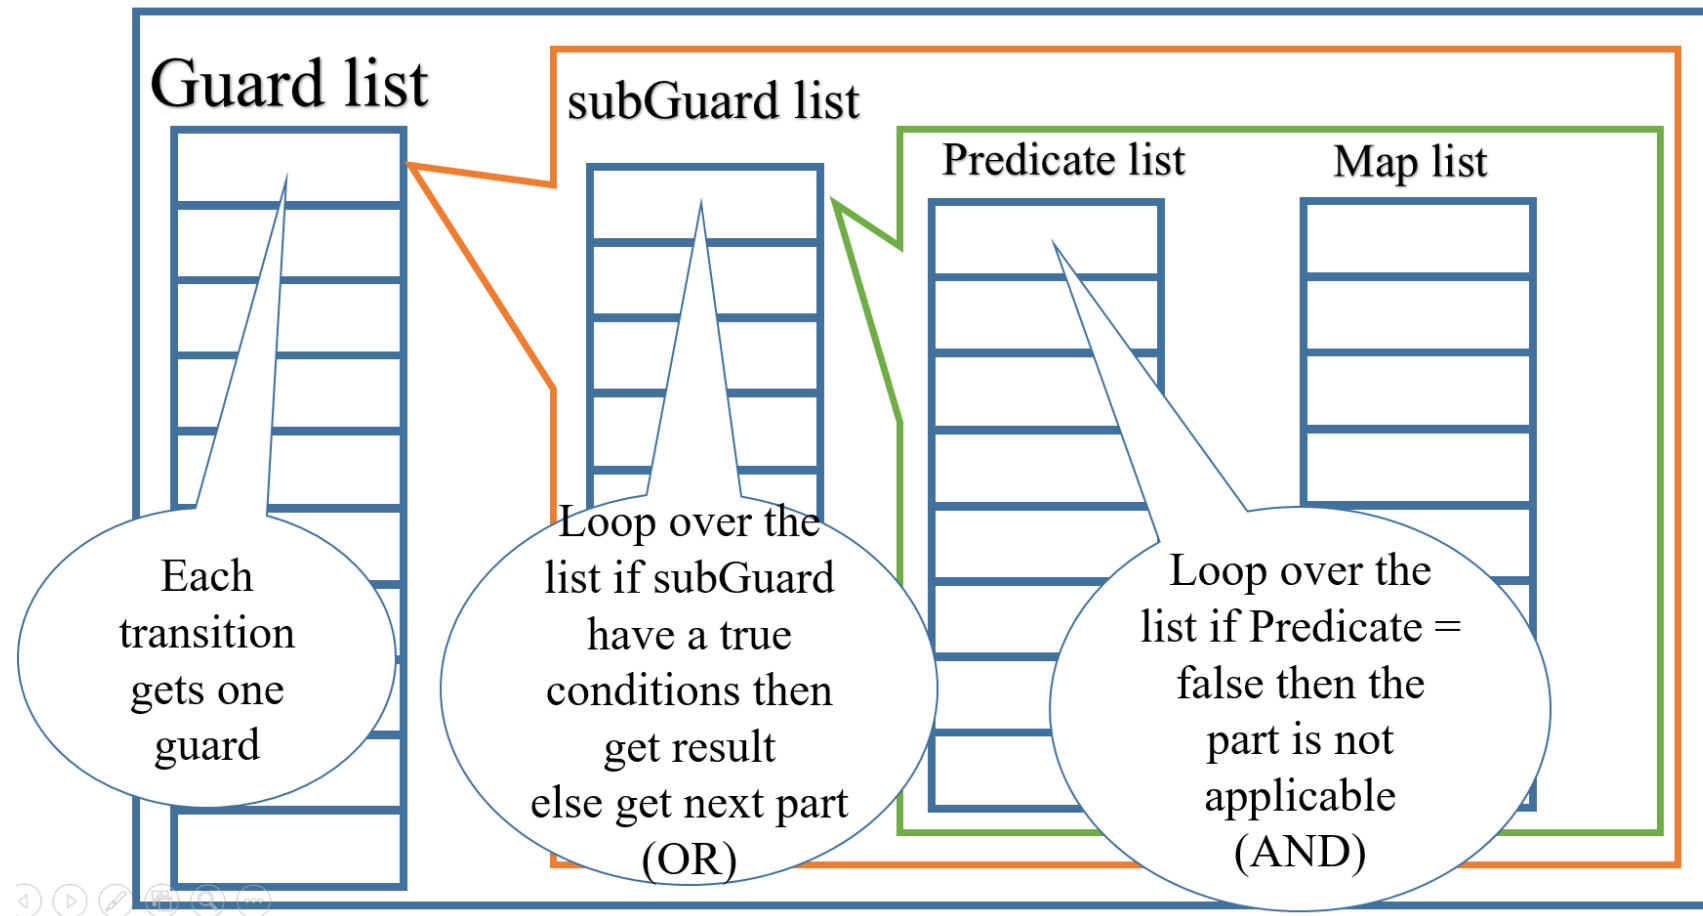 Guard list
subGuard list
Predicate list
Map list
Each
transition
gets one
guard
Loop over the
list if subGuard
have a true
conditions then
get result
else get next part
(OR)
Loop over the
list if Predicate =
false then the
part is not
applicable
(AND)